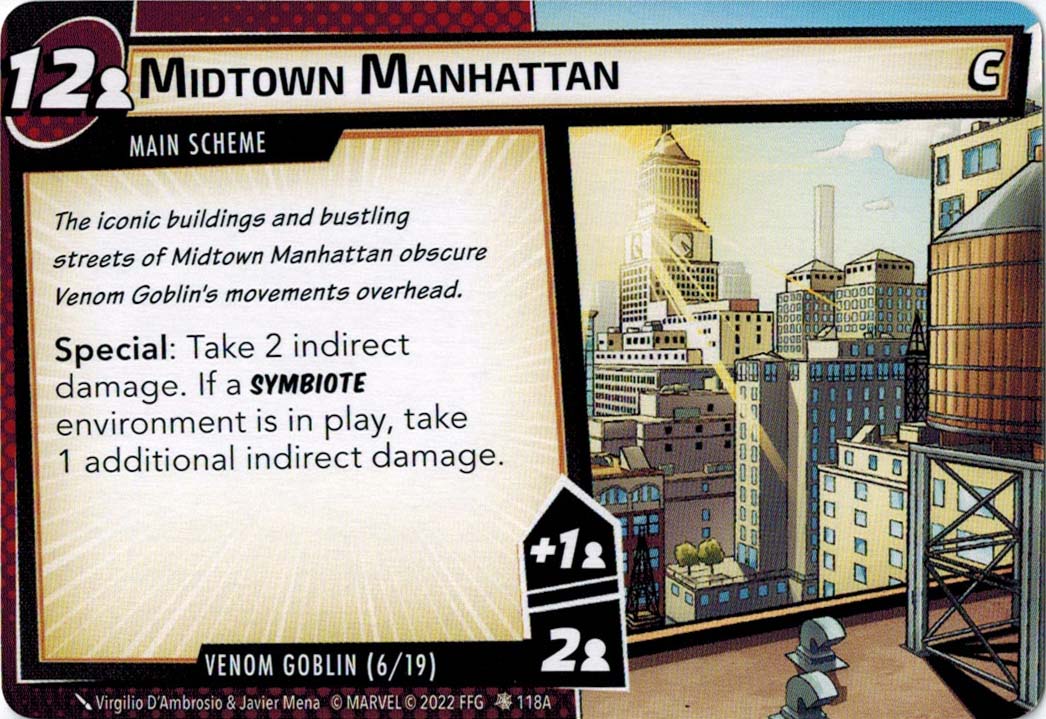 12
MIDTOWN MANHATTAN
C
MAIN SCHEME
The iconic buildings and bustling
streets of Midtown Manhattan obscure
Venom Goblin's movements overhead.
Special: Take 2 indirect
damage. If a SYMBIOTE
environment is in play, take
1 additional indirect damage.
+1
2
VENOM GOBLIN (6/19)
Virgilio D'Ambrosio & Javier Mena © MARVEL © 2022 FFG 118A